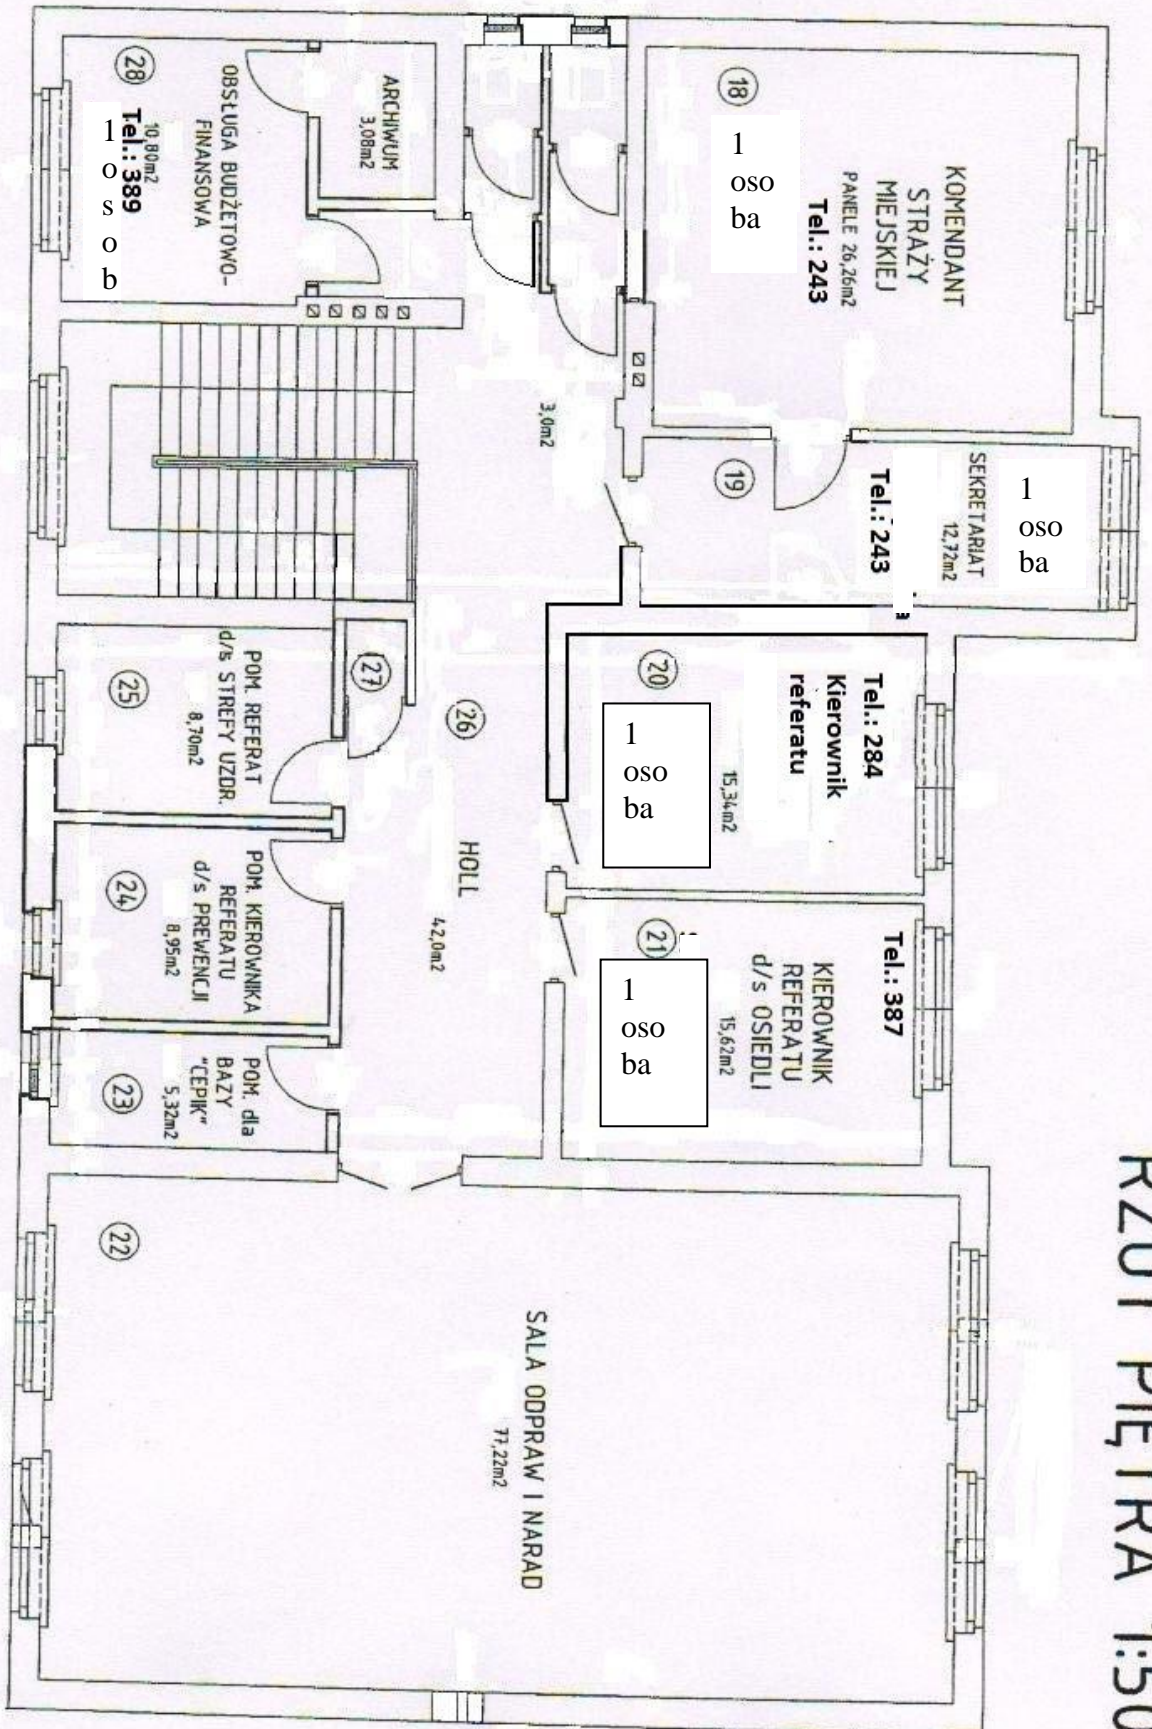 RZUT PIĘTRA 1:50
18
KOMENDANT
STRAŻY
MIEJSKIEJ
PANELE 26,26m2
Tel.: 243
1
oso
ba
19
SEKRETARIAT
12,72m2
Tel.: 243
1
oso
ba
20
Tel.: 284
Kierownik
referatu
15,34m2
1
oso
ba
21
Tel.: 387
KIEROWNIK
REFERATU
d/s OSIEDLI
15,62m2
1
oso
ba
22
SALA ODPRAW I NARAD
77,22m2
23
POM. dla
BAZY
"CEPIK"
5,32m2
24
POM. KIEROWNIKA
REFERATU
d/s PREWENCJI
8,95m2
25
POM. REFERAT
d/s STREFY UZDR.
8,70m2
26
HOLL
42,0m2
27
3,0m2
28
OBSŁUGA BUDŻETOWO-
FINANSOWA
10,80m2
Tel.: 389
1
o
s
o
b
ARCHIWUM
3,08m2